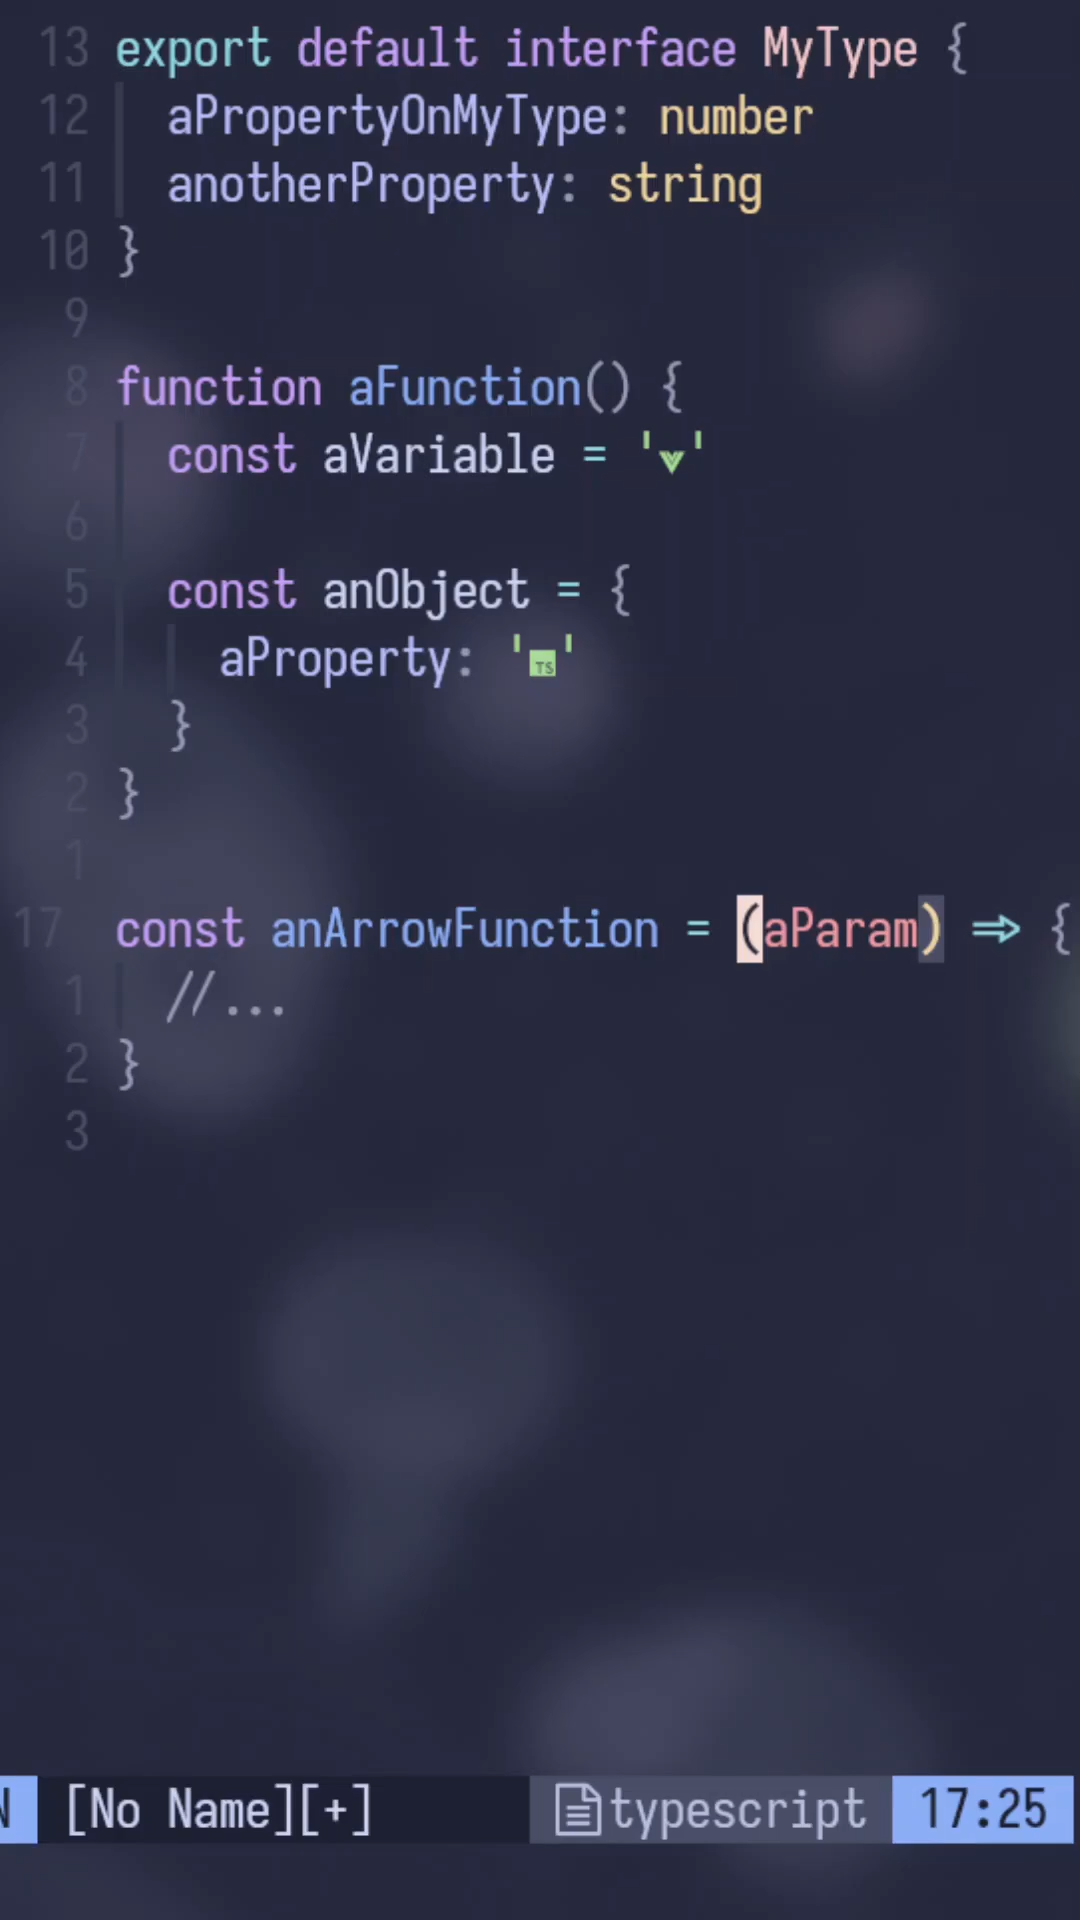 13 export default interface MyType {
12 aPropertyOnMyType: number
11 anotherProperty: string
10 }
9
8 function aFunction() {
7 const aVariable = ''
6
5 const anObject = {
4 aProperty: 'TS'
3 }
2 }
1
17 const anArrowFunction = (aParam) => {
1 //...
2 }
3
N [No Name][+] typescript 17:25